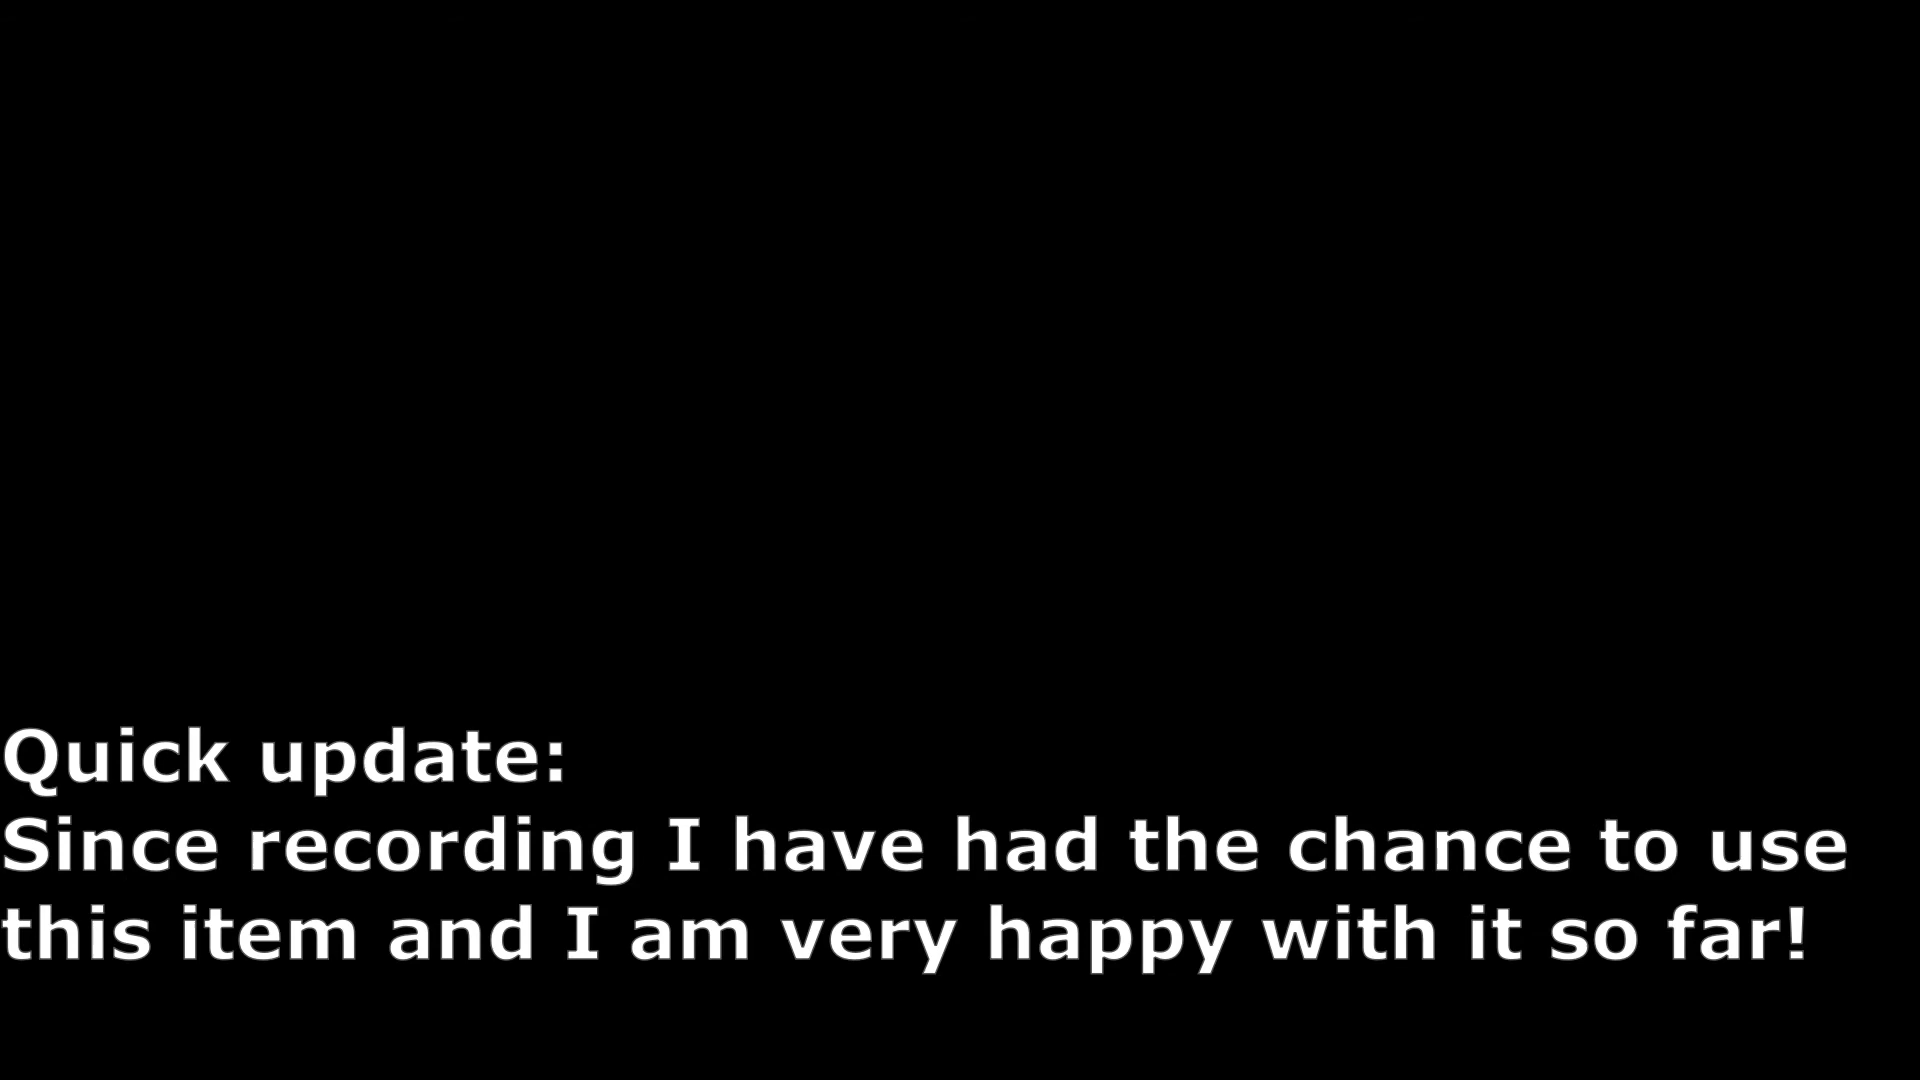 Quick update:
Since recording I have had the chance to use
this item and I am very happy with it so far!